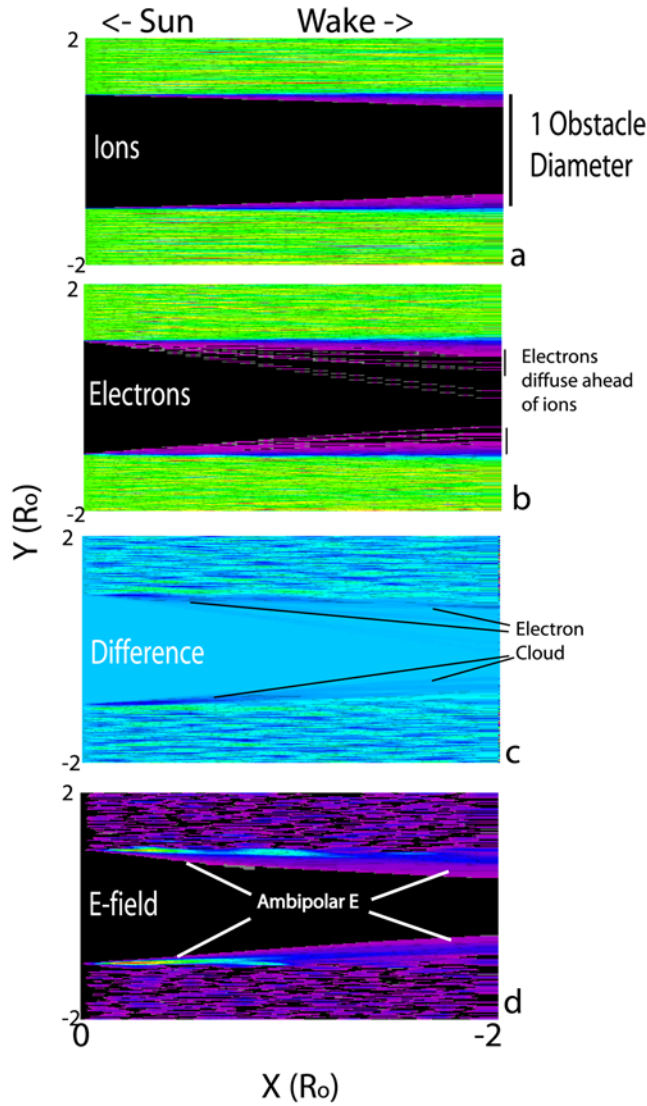 <- Sun Wake ->
2
Ions
1 Obstacle
Diameter
-2
a
2
Electrons
Electrons
diffuse ahead
of ions
-2
b
Y (Ro)
2
Difference
Electron
Cloud
-2
c
2
E-field
Ambipolar E
-2
d
0
-2
X (Ro)